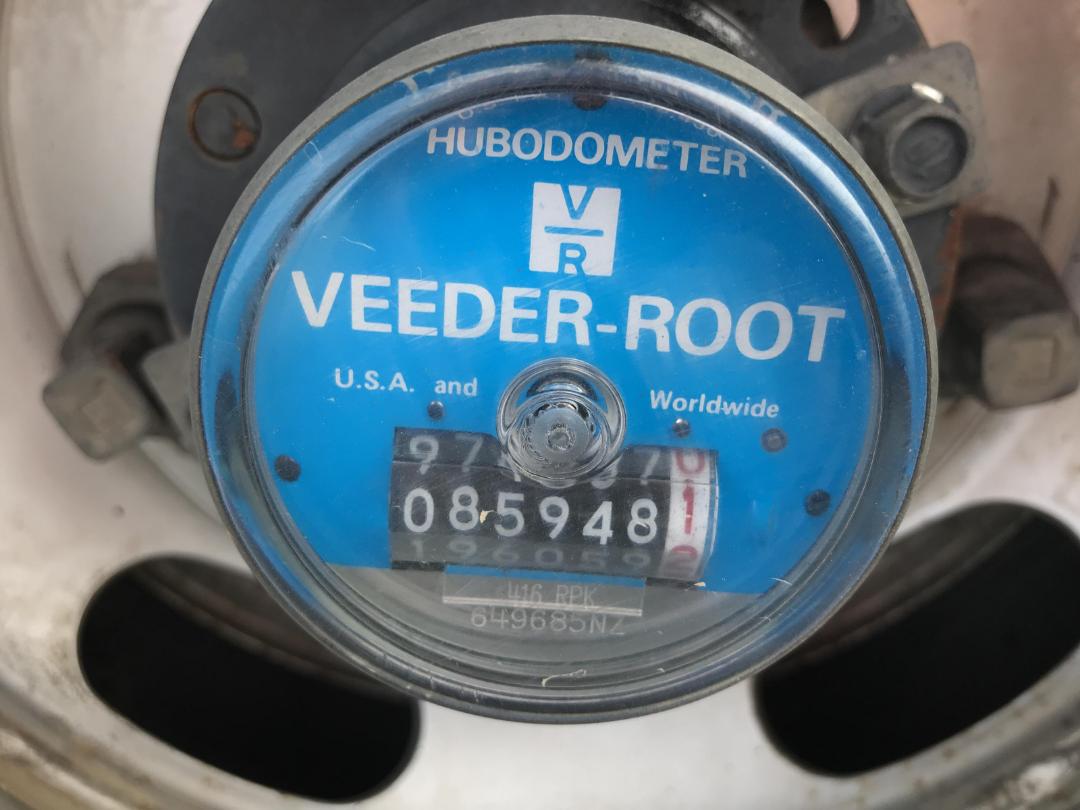 HUBODOMETER
V
R
VEEDER-ROOT
U.S.A. and Worldwide
085948 1
416 RPK
649685NZ